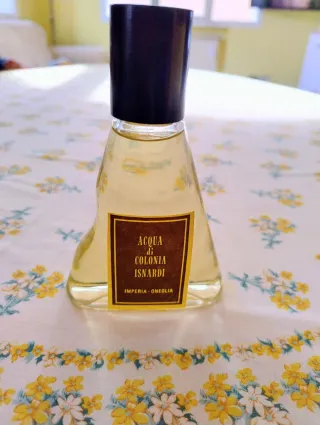 ACQUA
di
COLONIA
ISNARDI
IMPERIA - ONEGLIA